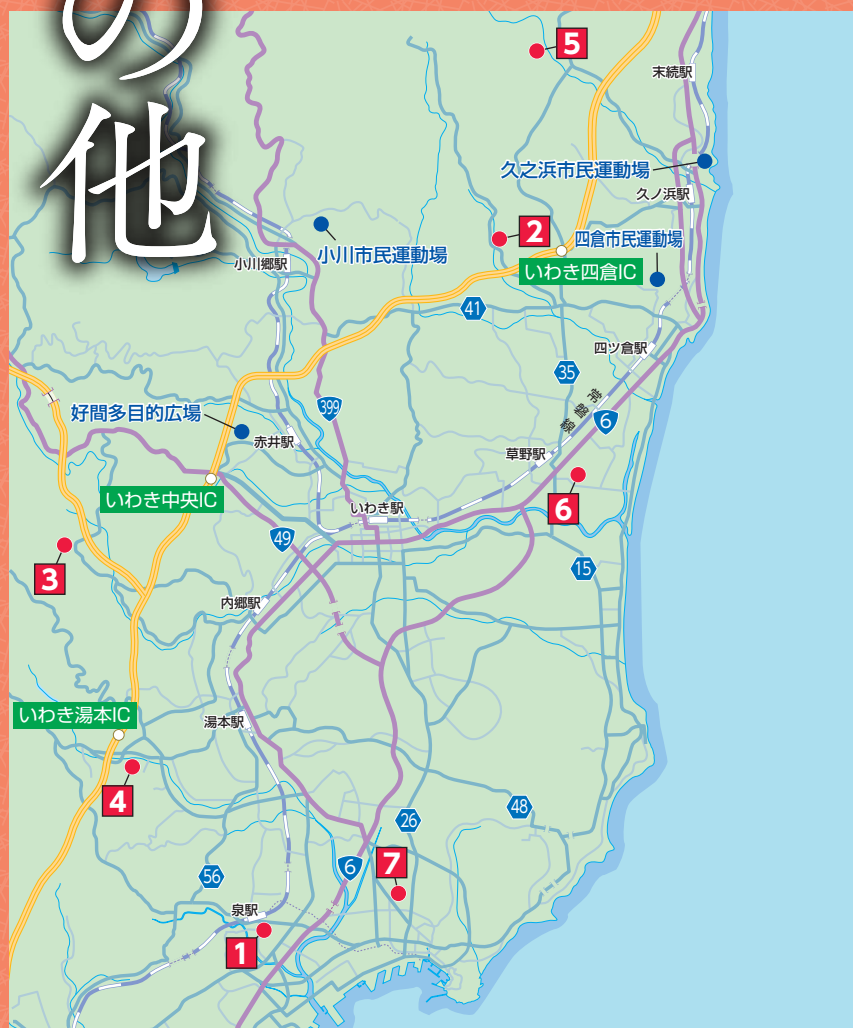 の他
5
末続駅
久之浜市民運動場
久ノ浜駅
2
四倉市民運動場
小川市民運動場
小川郷駅
いわき四倉IC
41
四ツ倉駅
35
常磐線
399
6
好間多目的広場
赤井駅
草野駅
いわき中央IC
6
いわき駅
49
3
15
内郷駅
いわき湯本IC
湯本駅
4
48
26
7
6
56
泉駅
1